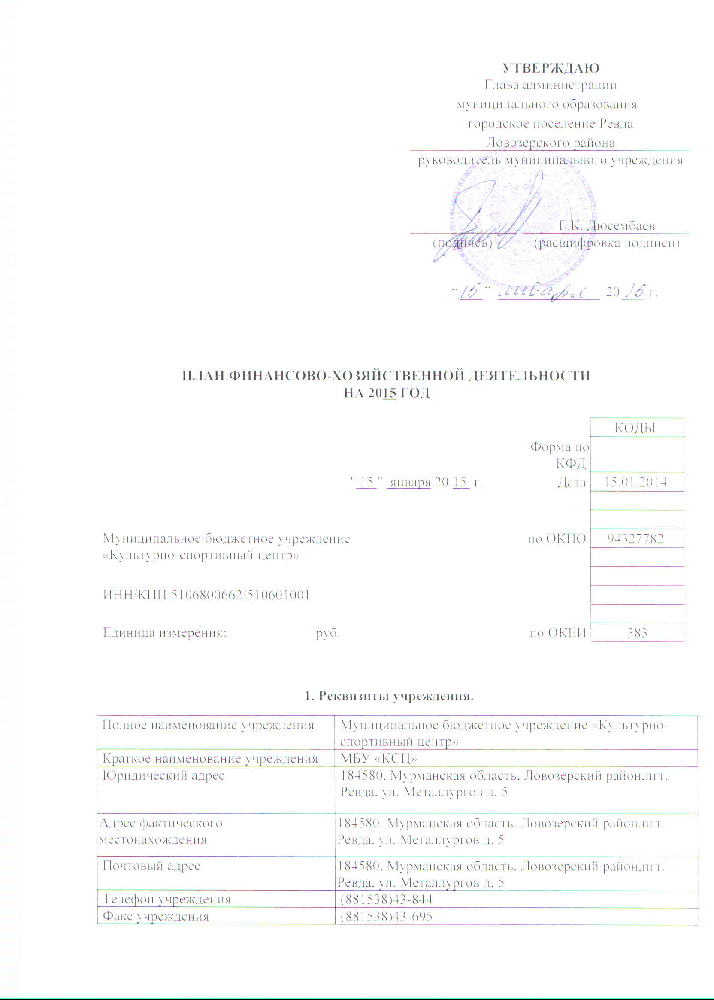 УТВЕРЖДАЮ
Глава администрации
муниципального образования
городское поселение Ревда
Ловозерского района
руководитель муниципального учреждения
Г.К. Дюсембаев
(подпись) (расшифровка подписи)
"15" января 20 15 г.
ПЛАН ФИНАНСОВО-ХОЗЯЙСТВЕННОЙ ДЕЯТЕЛЬНОСТИ
НА 2015 ГОД
КОДЫ
Форма по
КФД
" 15 " января 20 15 г. Дата 15.01.2014
Муниципальное бюджетное учреждение по ОКПО 94327782
«Культурно-спортивный центр»
ИНН/КПП 5106800662/510601001
Единица измерения: руб. по ОКЕИ 383
1. Реквизиты учреждения.
Полное наименование учреждения Муниципальное бюджетное учреждение «Культурно-
спортивный центр»
Краткое наименование учреждения МБУ «КСЦ»
Юридический адрес 184580. Мурманская область. Ловозерский район.пгт.
Ревда. ул. Металлургов д. 5
Адрес фактического 184580. Мурманская область. Ловозерский район.пгт.
местонахождения Ревда. ул. Металлургов д. 5
Почтовый адрес 184580. Мурманская область. Ловозерский район.пгт.
Ревда. ул. Металлургов д. 5
Телефон учреждения (881538)43-844
Факс учреждения (881538)43-695